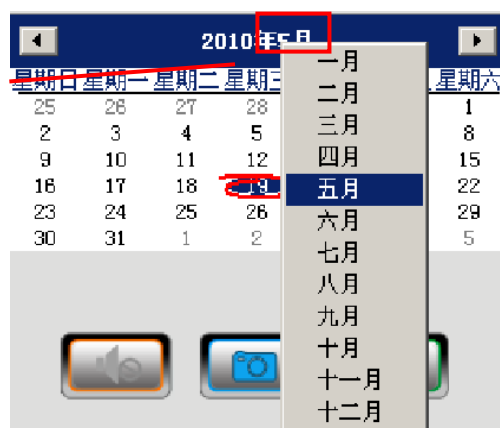 2010年5月
一月
星期日 星期一 星期二 星期三 星期六
二月
25 26 27 28 1
三月
2 3 4 5 8
四月
9 10 11 12 15
五月
16 17 18 19 22
六月
23 24 25 26 29
七月
30 31 1 2 5
八月
九月
十月
十一月
十二月